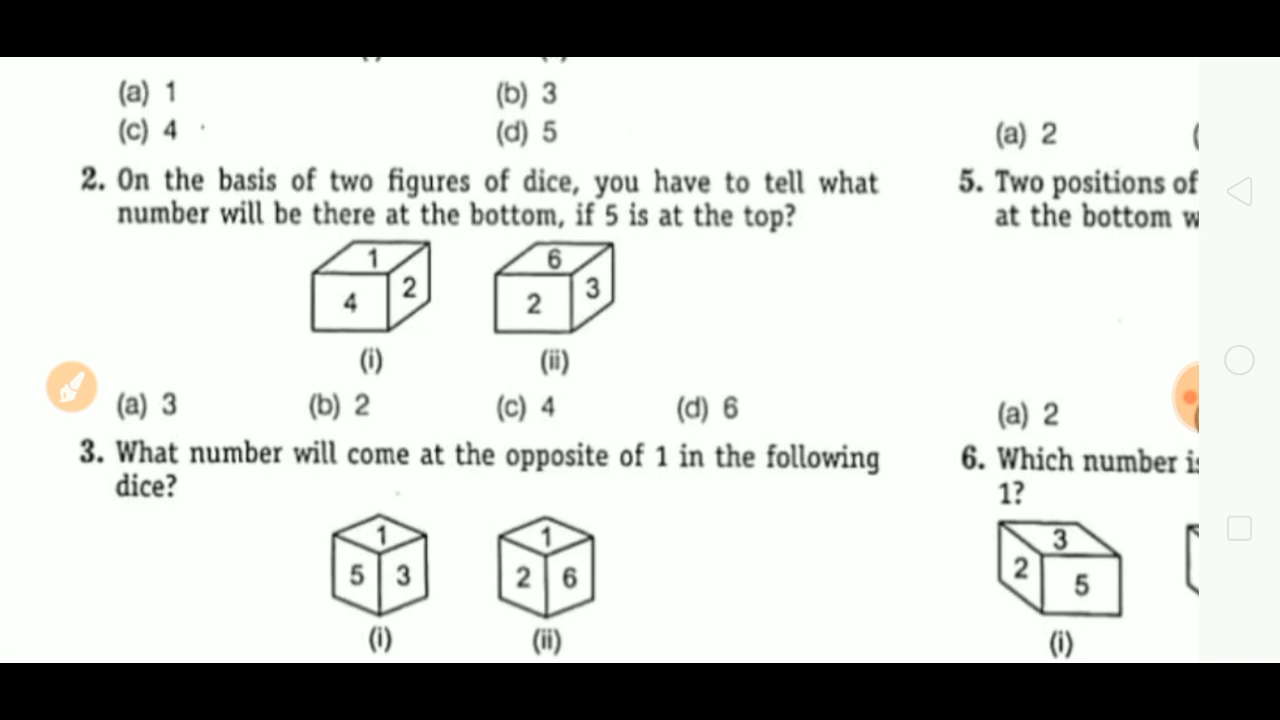 (a) 1 (b) 3
(c) 4 (d) 5
2. On the basis of two figures of dice, you have to tell what
number will be there at the bottom, if 5 is at the top?
1
4 2
6
2 3
(i) (ii)
(a) 3 (b) 2 (c) 4 (d) 6
3. What number will come at the opposite of 1 in the following
dice?
1
5 3
1
2 6
(i) (ii)
(a) 2
5. Two positions of
at the bottom
(a) 2
6. Which number
1?
3
2 5
(i)